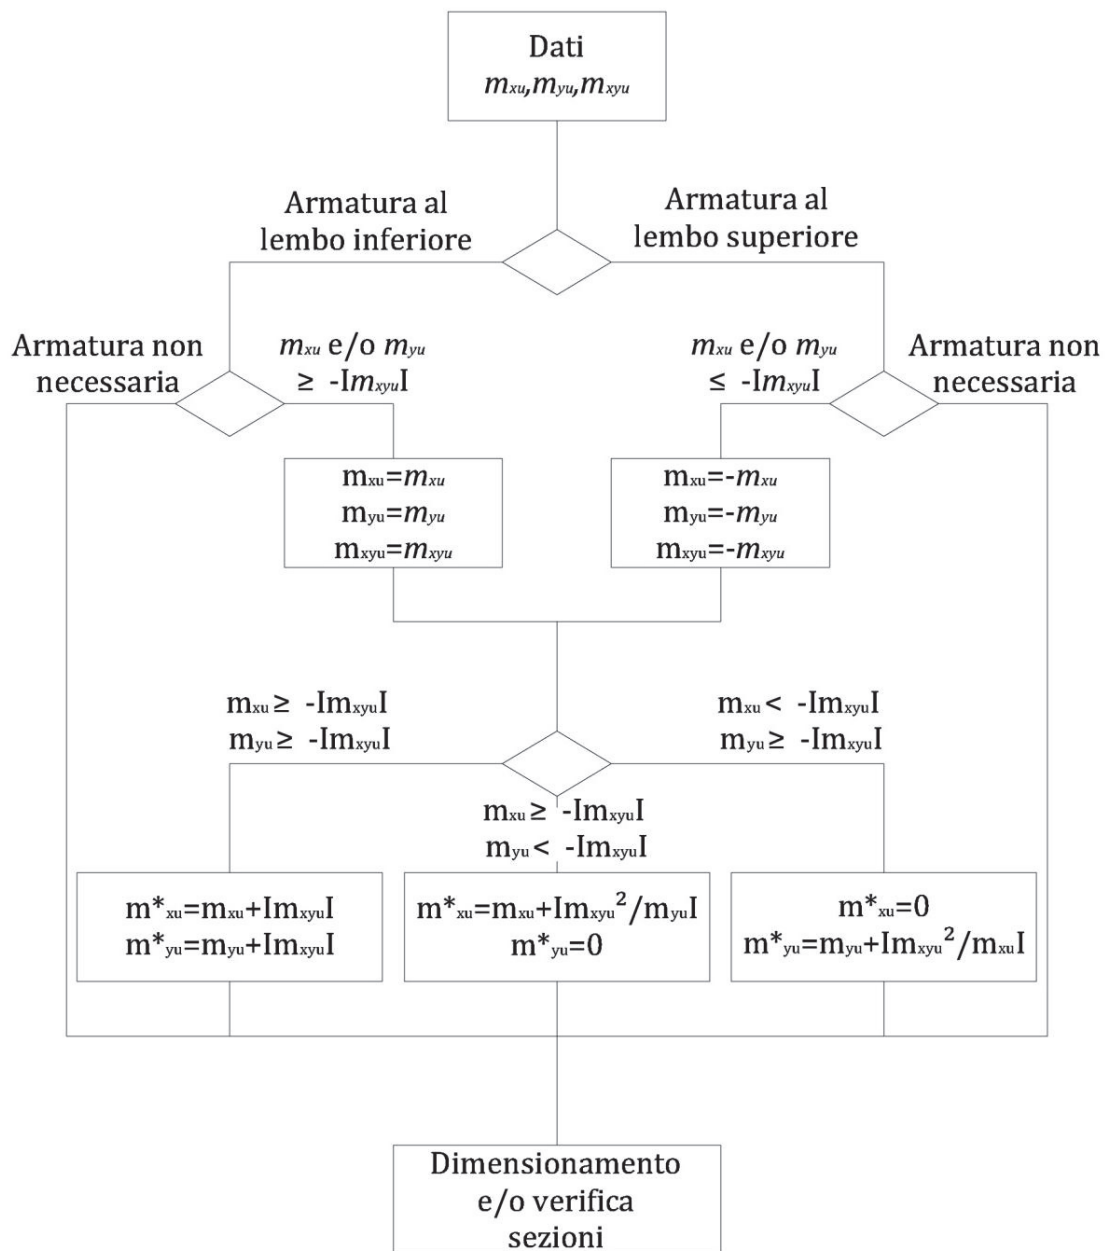 Dati
mxu,myu,mxyu
Armatura al
lembo inferiore
Armatura al
lembo superiore
Armatura non
necessaria
mxu e/o myu
≥ -ImxyuI
mxu e/o myu
≤ -ImxyuI
Armatura non
necessaria
mxu=mxu
myu=myu
mxyu=mxyu
mxu=-mxu
myu=-myu
mxyu=-mxyu
mxu≥ -ImxyuI
myu≥ -ImxyuI
mxu< -ImxyuI
myu≥ -ImxyuI
mxu≥ -ImxyuI
myu< -ImxyuI
m*xu=mxu+ImxyuI
m*yu=myu+ImxyuI
m*xu=mxu+Imxyu²/myuI
m*yu=0
m*xu=0
m*yu=myu+Imxyu²/mxuI
Dimensionamento
e/o verifica
sezioni